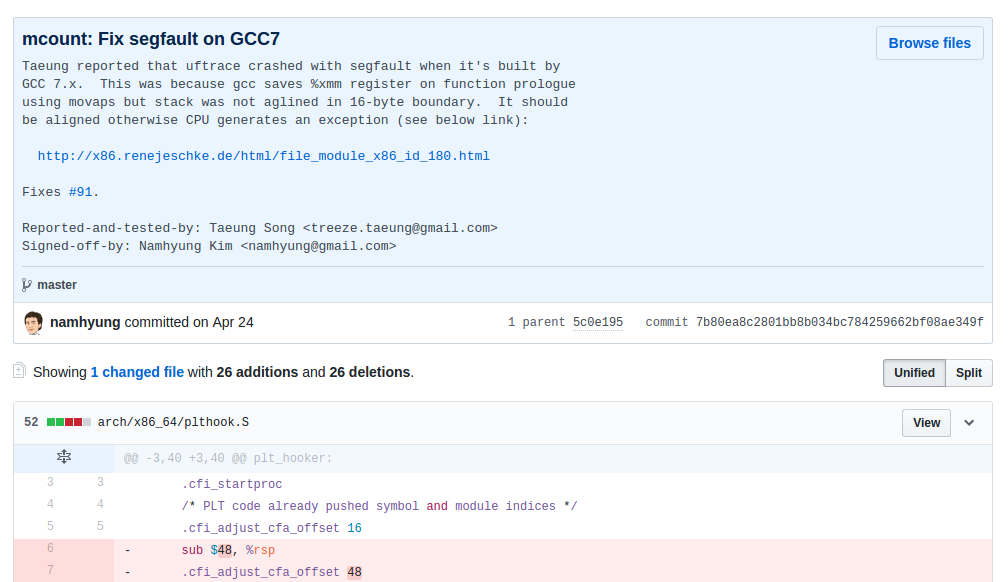 mcount: Fix segfault on GCC7
Browse files
Taeung reported that uftrace crashed with segfault when it's built by
GCC 7.x.  This was because gcc saves %xmm register on function prologue
using movaps but stack was not aglined in 16-byte boundary.  It should
be aligned otherwise CPU generates an exception (see below link):
http://x86.renejeschke.de/html/file_module_x86_id_180.html
Fixes #91.
Reported-and-tested-by: Taeung Song <treeze.taeung@gmail.com>
Signed-off-by: Namhyung Kim <namhyung@gmail.com>
master
namhyung committed on Apr 24 1 parent 5c0e195 commit 7b80ea8c2801bb8b034bc784259662bf08ae349f
Showing 1 changed file with 26 additions and 26 deletions. Unified Split
52 arch/x86_64/plthook.S View
@@ -3,40 +3,40 @@ plt_hooker:
3 3 .cfi_startproc
4 4 /* PLT code already pushed symbol and module indices */
5 5 .cfi_adjust_cfa_offset 16
6 - sub $48, %rsp
7 - .cfi_adjust_cfa_offset 48